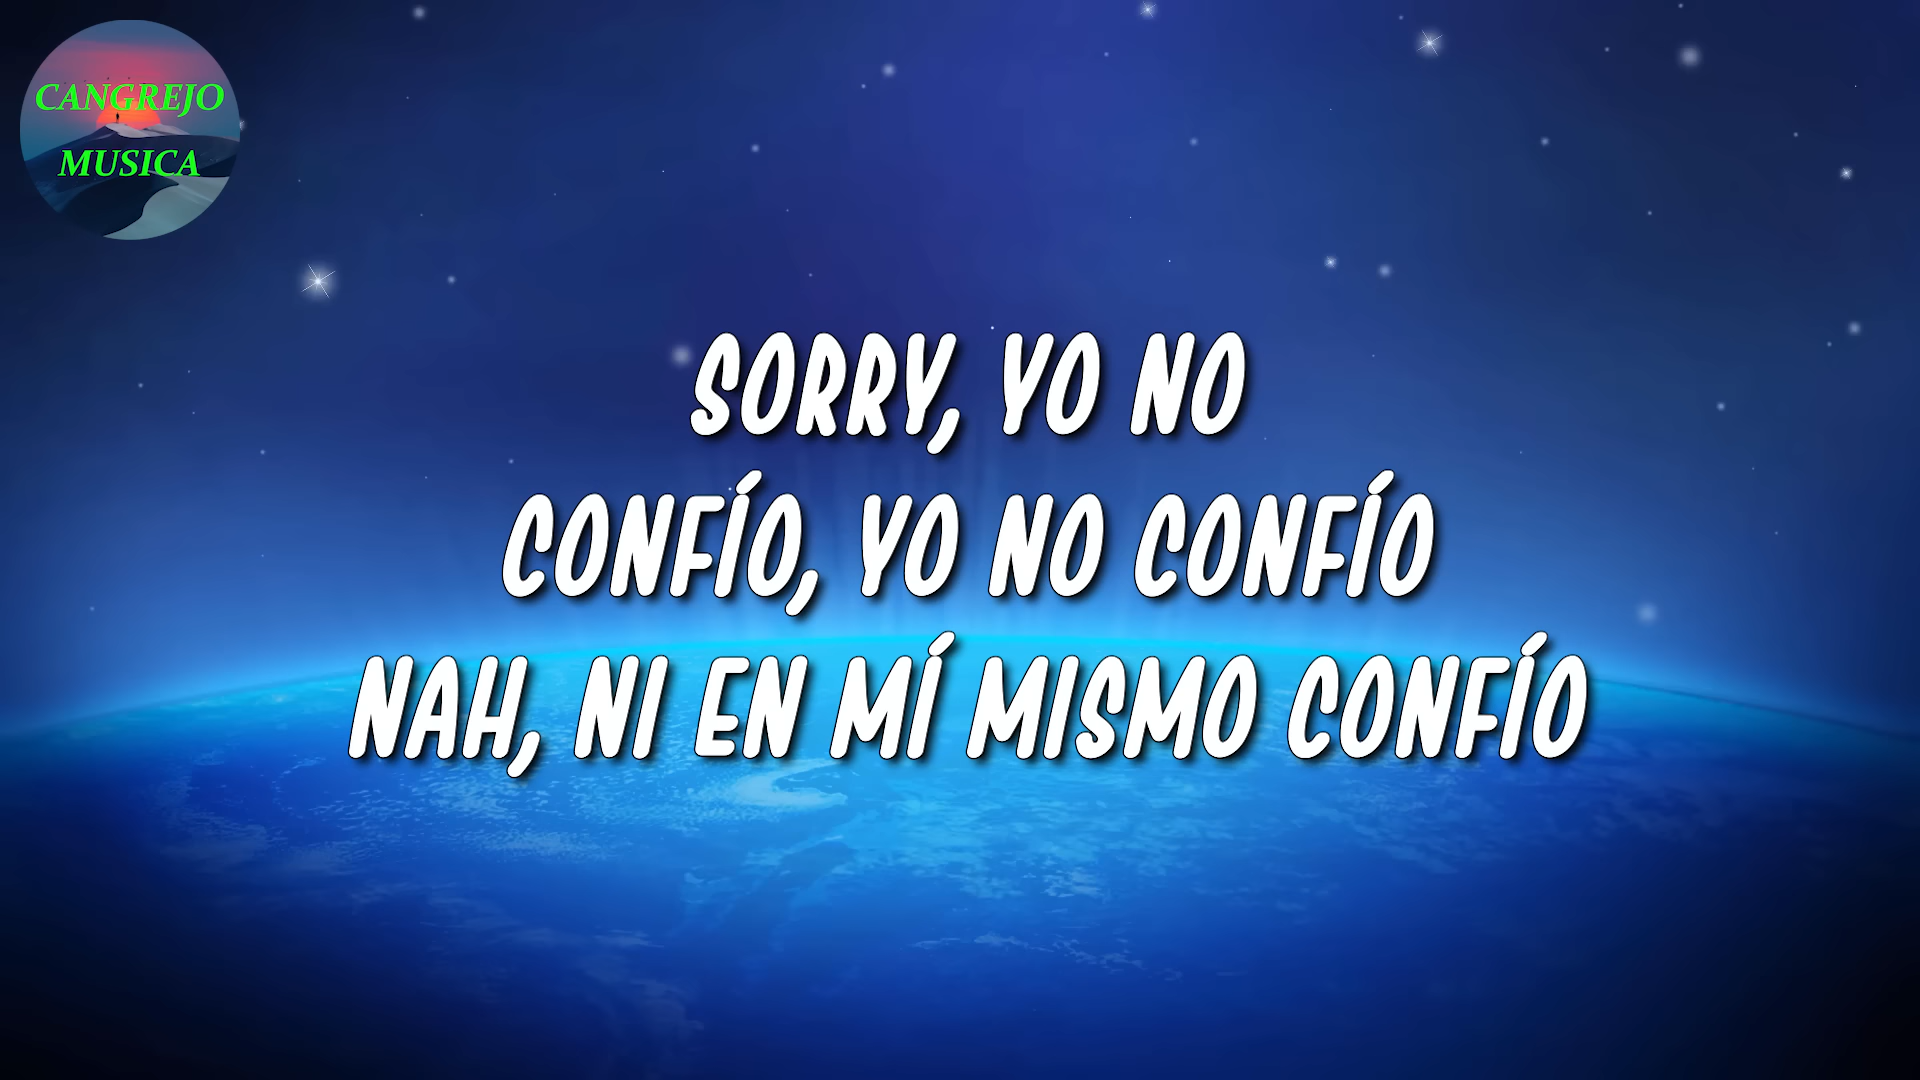 CANGREJO
MUSICA
SORRY, YO NO
CONFÍO, YO NO CONFÍO
NAH, NI EN MÍ MISMO CONFÍO